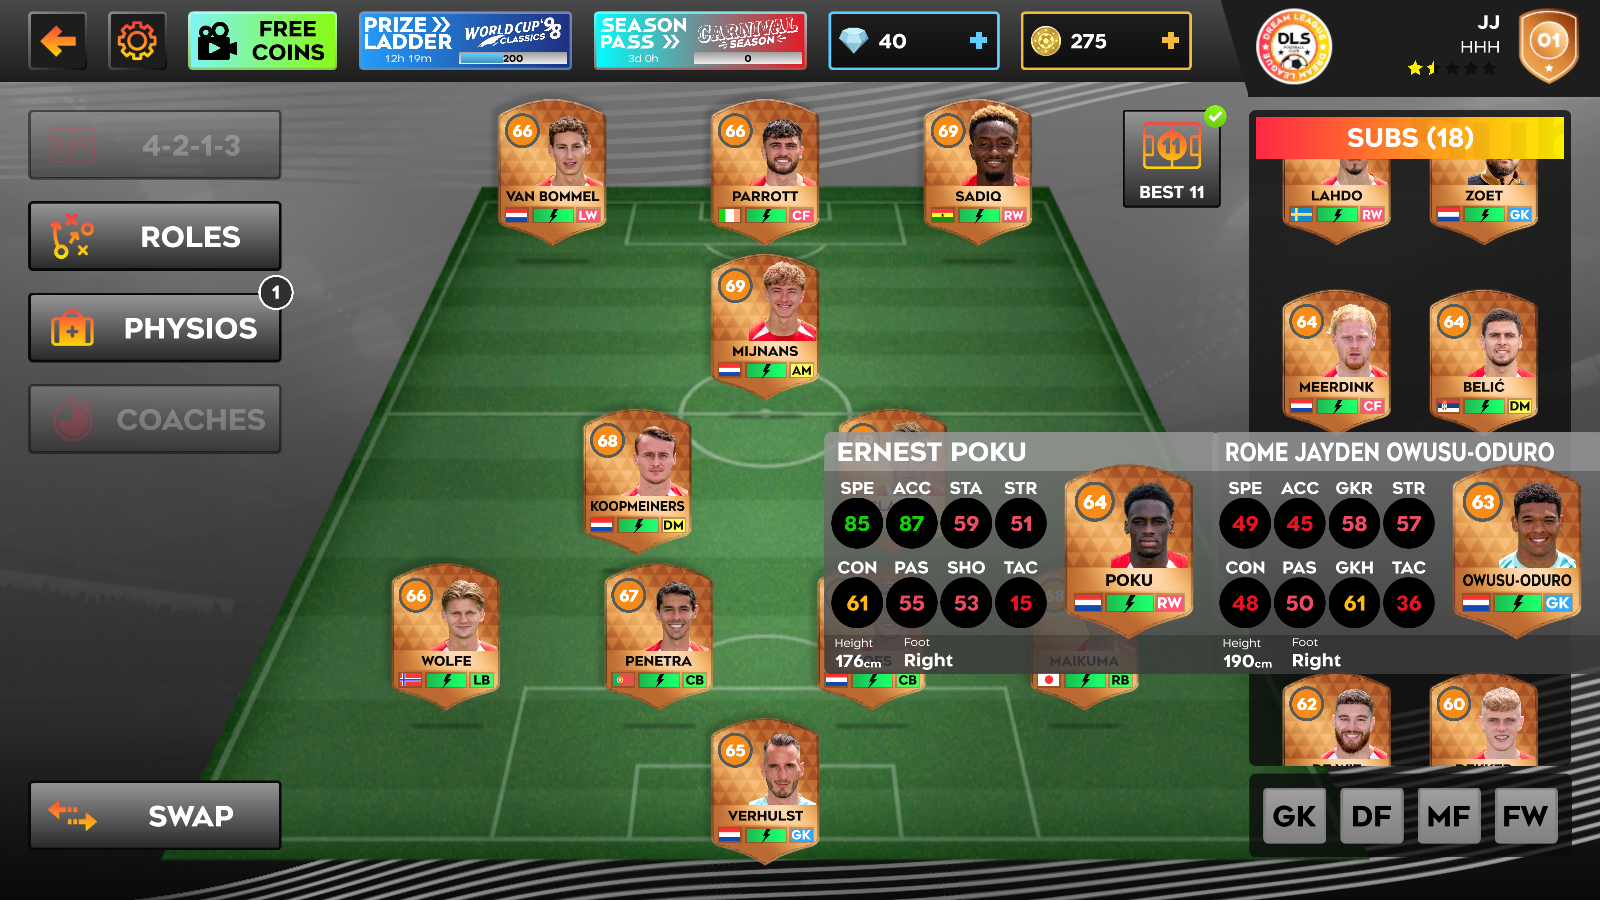 FREE
COINS
PRIZE
LADDER
12h 19m
WORLD CUP '98
CLASSICS
200
SEASON
PASS
3d 0h
CARNIVAL
SEASON
0
40
275
DREAM LEAGUE
DLS
JJ
HHH
01
4-2-1-3
ROLES
PHYSIOS
1
COACHES
SWAP
66
VAN BOMMEL
LW
66
PARROTT
CF
69
SADIQ
RW
11
BEST 11
69
MIJNANS
AM
68
KOOPMEINERS
DM
66
WOLFE
LB
67
PENETRA
CB
CB
68
MAIKUMA
RB
65
VERHULST
GK
ERNEST POKU
SPE ACC STA STR
85 87 59 51
CON PAS SHO TAC
61 55 53 15
Height
176cm
Foot
Right
64
POKU
RW
ROME JAYDEN OWUSU-ODURO
SPE ACC GKR STR
49 45 58 57
CON PAS GKH TAC
48 50 61 36
Height
190cm
Foot
Right
63
OWUSU-ODURO
GK
SUBS (18)
LAHDO
RW
ZOET
GK
64
MEERDINK
CF
64
BELIĆ
DM
62
60
GK DF MF FW